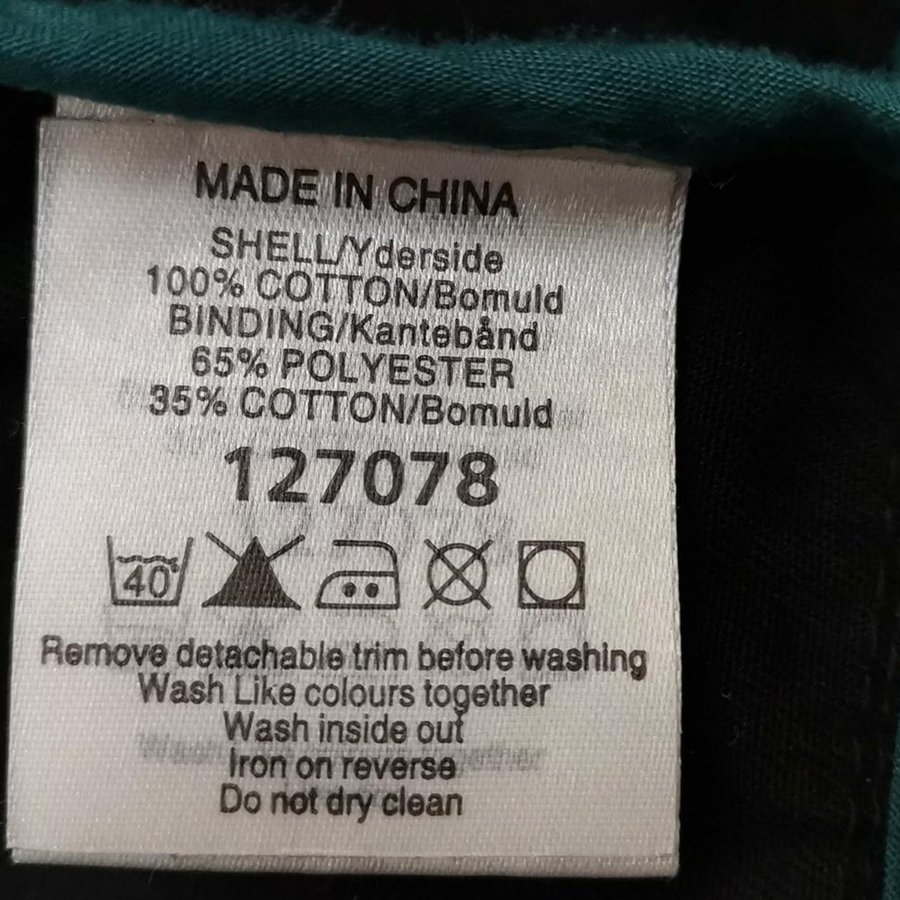 MADE IN CHINA
SHELL/Yderside
100% COTTON/Bomuld
BINDING/Kantebånd
65% POLYESTER
35% COTTON/Bomuld
127078
40°
Remove detachable trim before washing
Wash Like colours together
Wash inside out
Iron on reverse
Do not dry clean